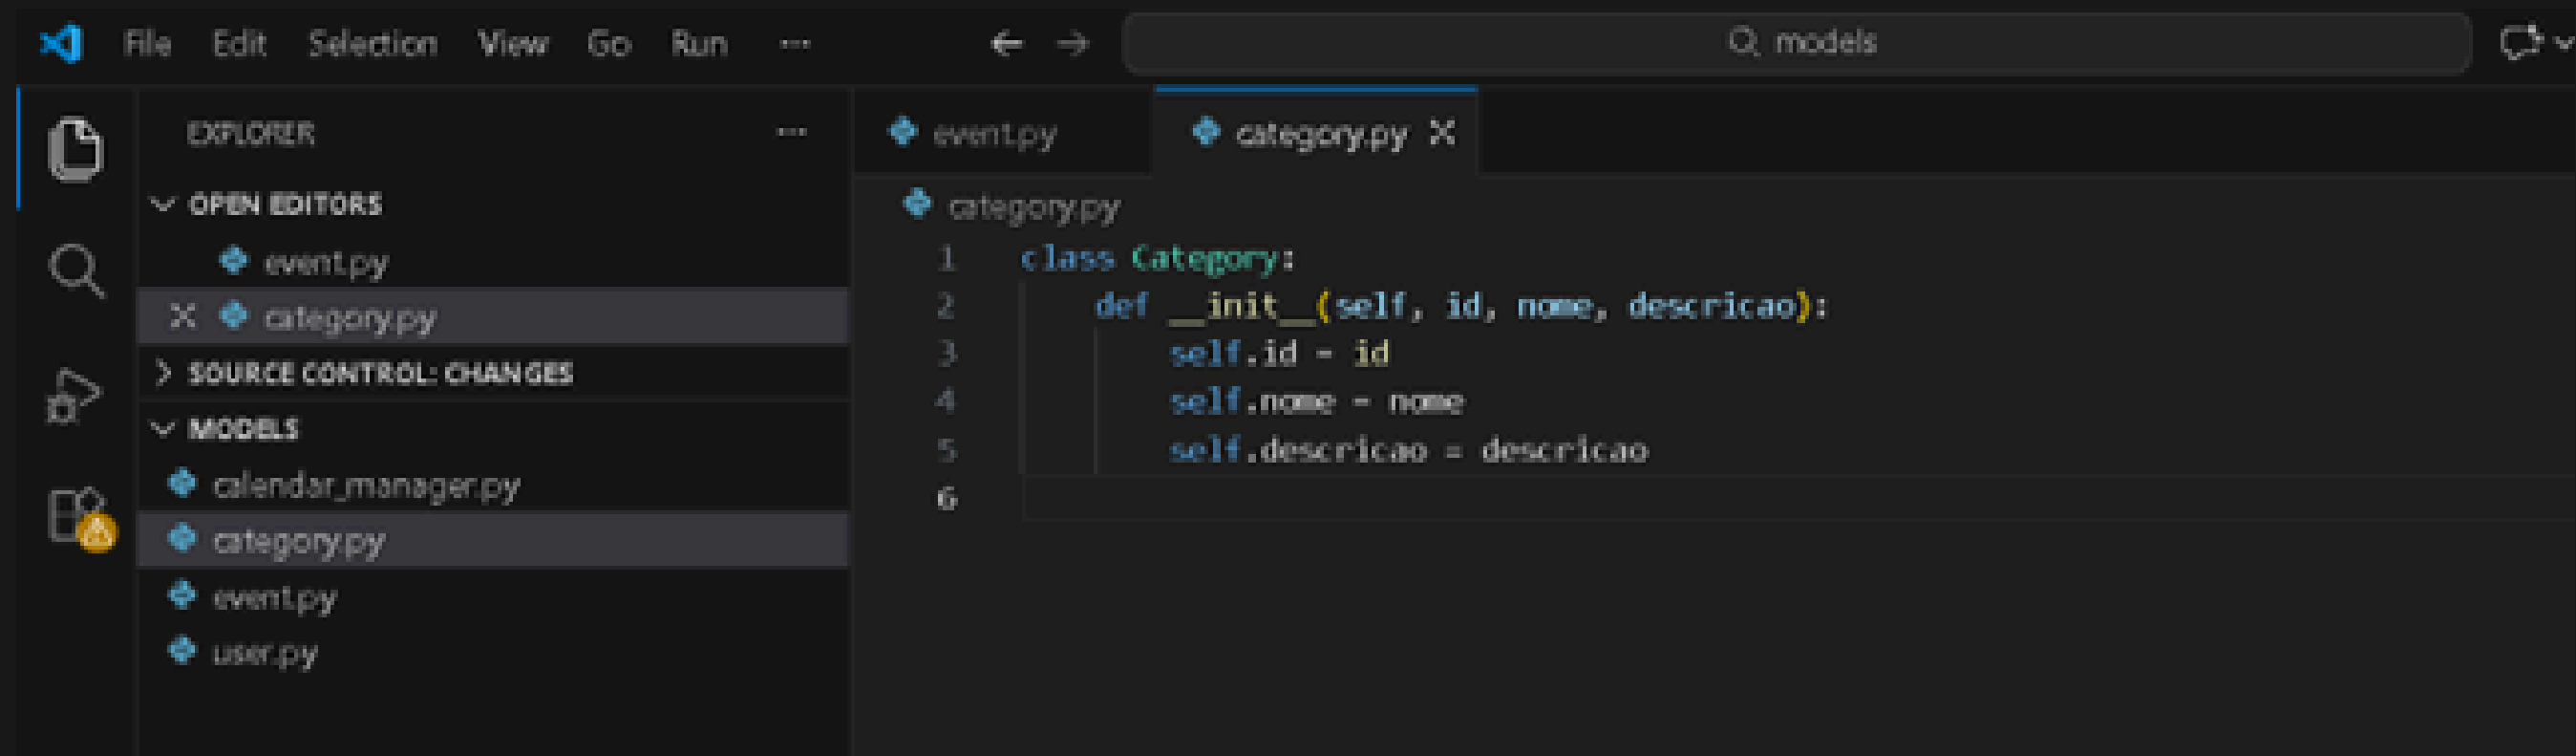 File Edit Selection View Go Run ··· ← → models
EXPLORER ···
OPEN EDITORS
event.py
category.py
SOURCE CONTROL: CHANGES
MODELS
calendar_manager.py
category.py
event.py
user.py
event.py category.py
category.py
1 class Category:
2 def __init__(self, id, nome, descricao):
3 self.id = id
4 self.nome = nome
5 self.descricao = descricao
6